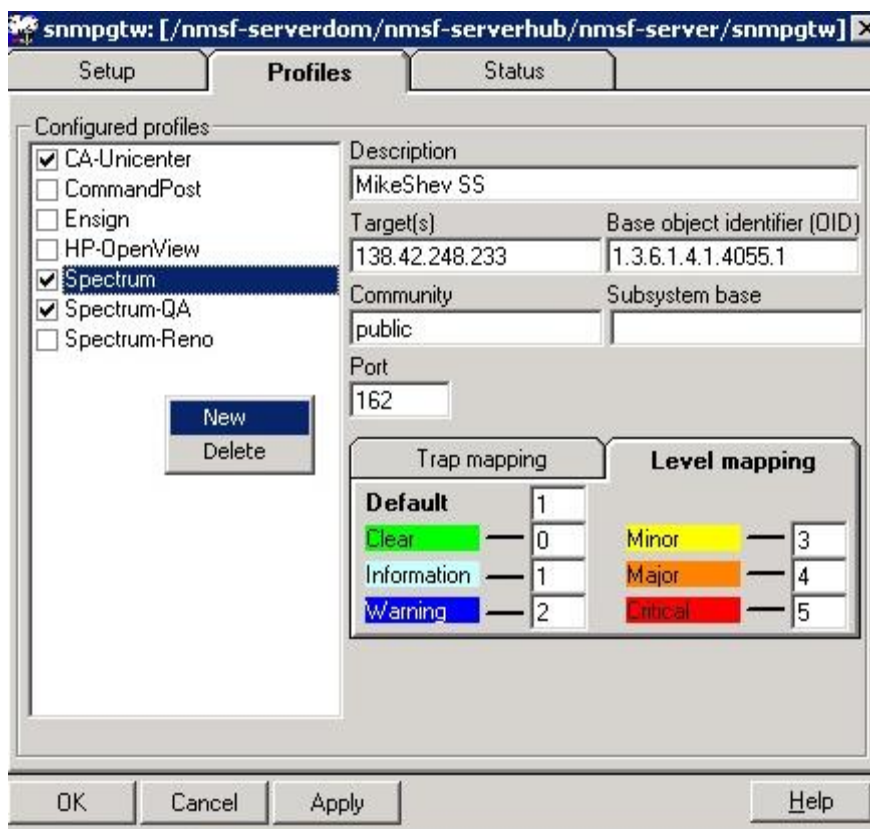 snmpgtw: [/nmsf-serverdom/nmsf-serverhub/nmsf-server/snmpgtw]
Setup Profiles Status
Configured profiles
CA-Unicenter
CommandPost
Ensign
HP-OpenView
Spectrum
Spectrum-QA
Spectrum-Reno
New
Delete
Description
MikeShev SS
Target(s) Base object identifier (OID)
138.42.248.233 1.3.6.1.4.1.4055.1
Community Subsystem base
public
Port
162
Trap mapping Level mapping
Default 1
Clear 0 Minor 3
Information 1 Major 4
Warning 2 Critical 5
OK Cancel Apply Help